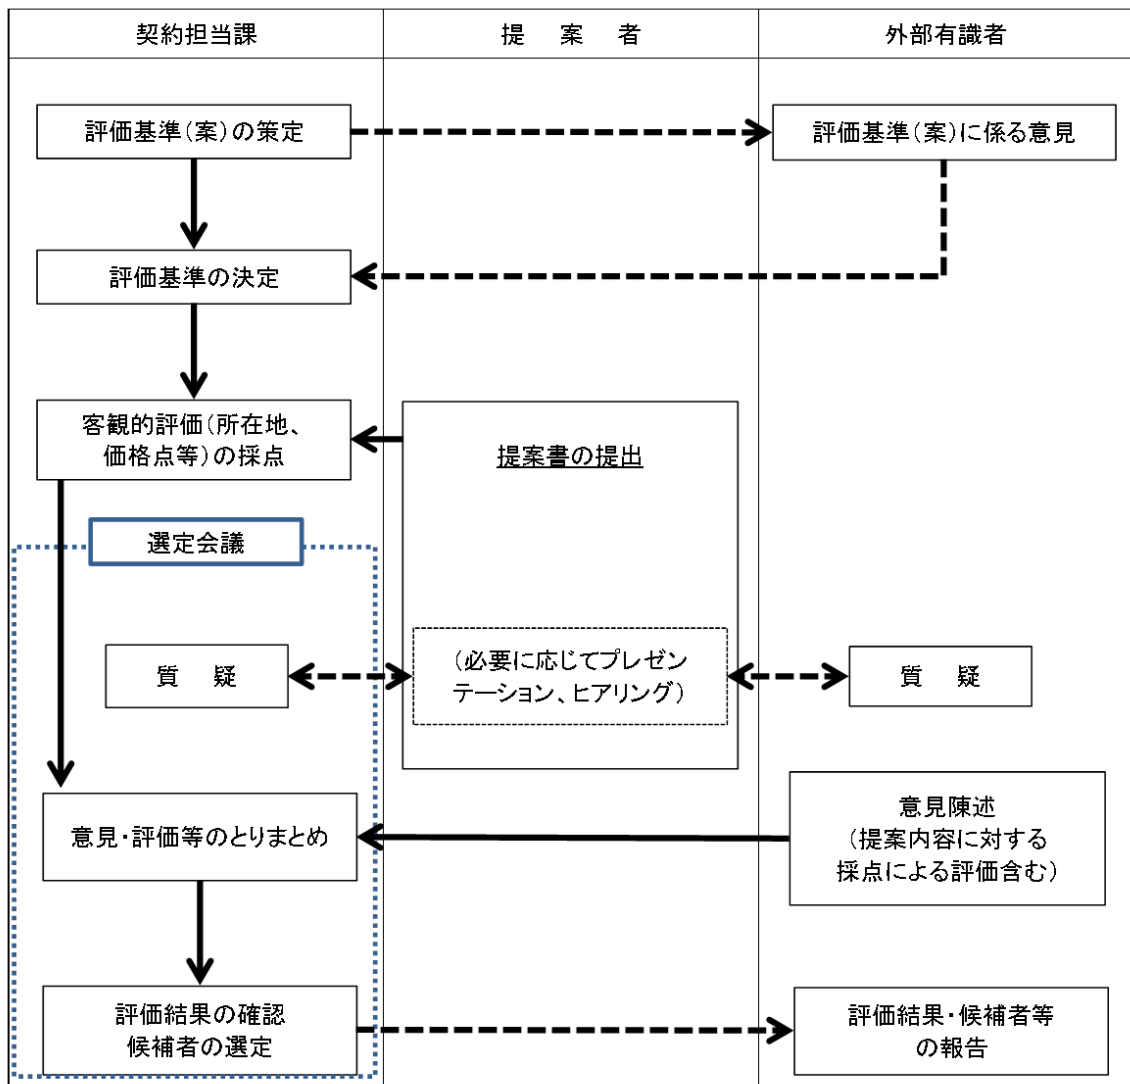 契約担当課
提　案　者
外部有識者
評価基準(案)の策定
評価基準(案)に係る意見
評価基準の決定
客観的評価(所在地、
価格点等)の採点
提案書の提出
選定会議
質　疑
(必要に応じてプレゼン
テーション、ヒアリング)
質　疑
意見・評価等のとりまとめ
意見陳述
(提案内容に対する
採点による評価含む)
評価結果の確認
候補者の選定
評価結果・候補者等
の報告